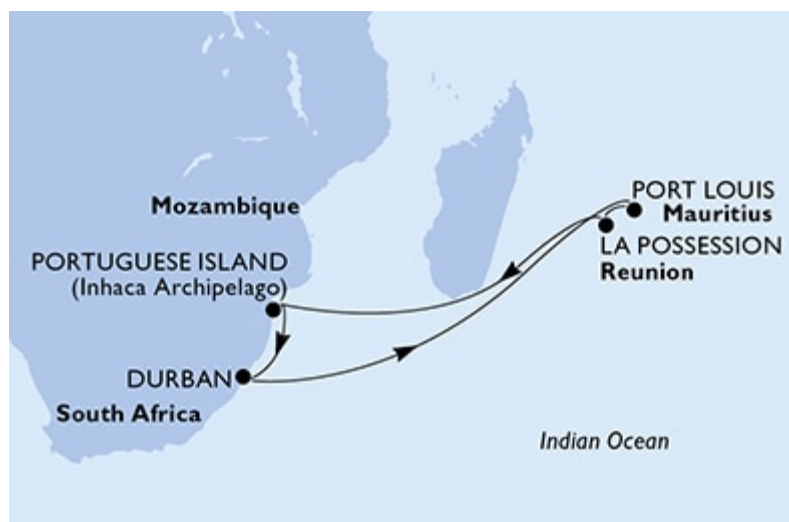 PORT LOUIS
Mauritius
Mozambique
LA POSSESSION
Reunion
PORTUGUESE ISLAND
(Inhaca Archipelago)
DURBAN
South Africa
Indian Ocean